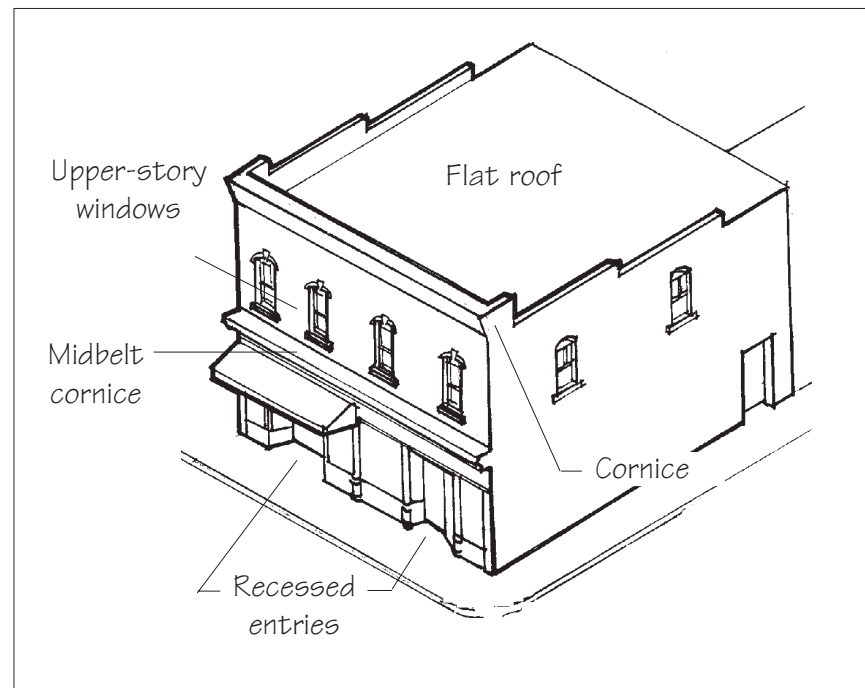 Upper-story
windows
Flat roof
Midbelt
cornice
Cornice
Recessed
entries